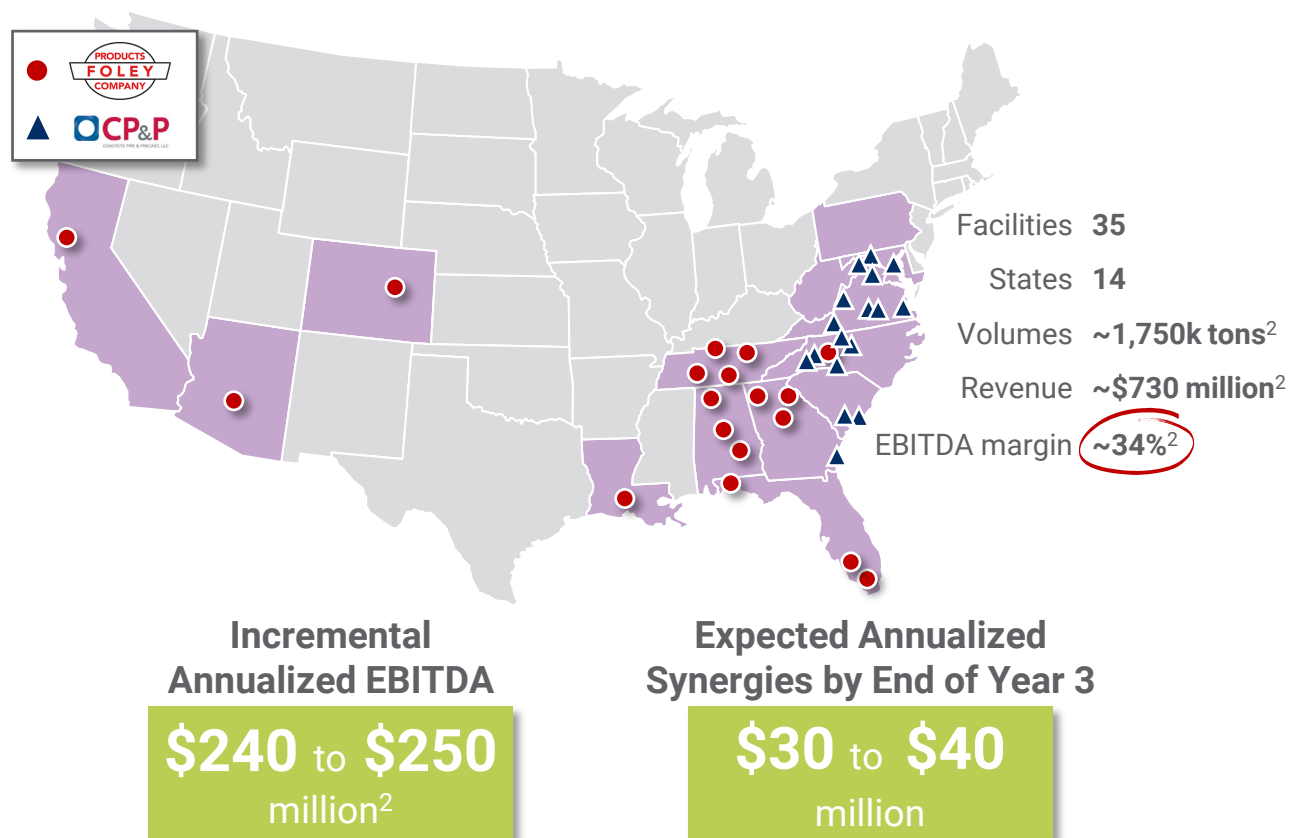 PRODUCTS
FOLEY
COMPANY
CP&P
CONCRETE PIPE & PRECAST, LLC
Facilities 35
States 14
Volumes ~1,750k tons²
Revenue ~$730 million²
EBITDA margin ~34%²
Incremental
Annualized EBITDA
$240 to $250
million²
Expected Annualized
Synergies by End of Year 3
$30 to $40
million